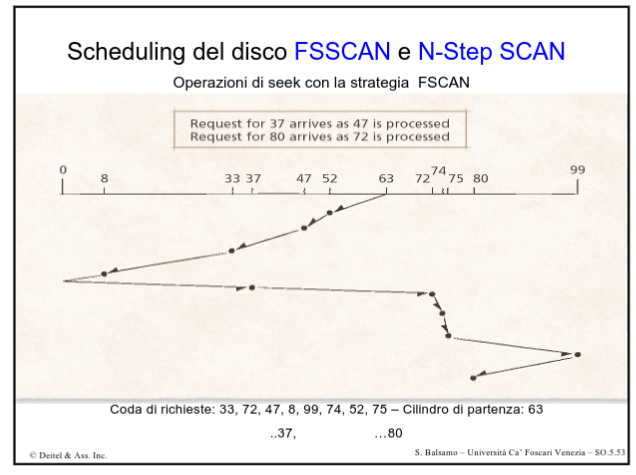 Scheduling del disco FSSCAN e N-Step SCAN
Operazioni di seek con la strategia FSCAN
Request for 37 arrives as 47 is processed
Request for 80 arrives as 72 is processed
0 8 33 37 47 52 63 72 74 75 80 99
Coda di richieste: 33, 72, 47, 8, 99, 74, 52, 75 – Cilindro di partenza: 63
..37, …80
© Deitel & Ass. Inc. S. Balsamo – Università Ca’ Foscari Venezia – SO.5.53